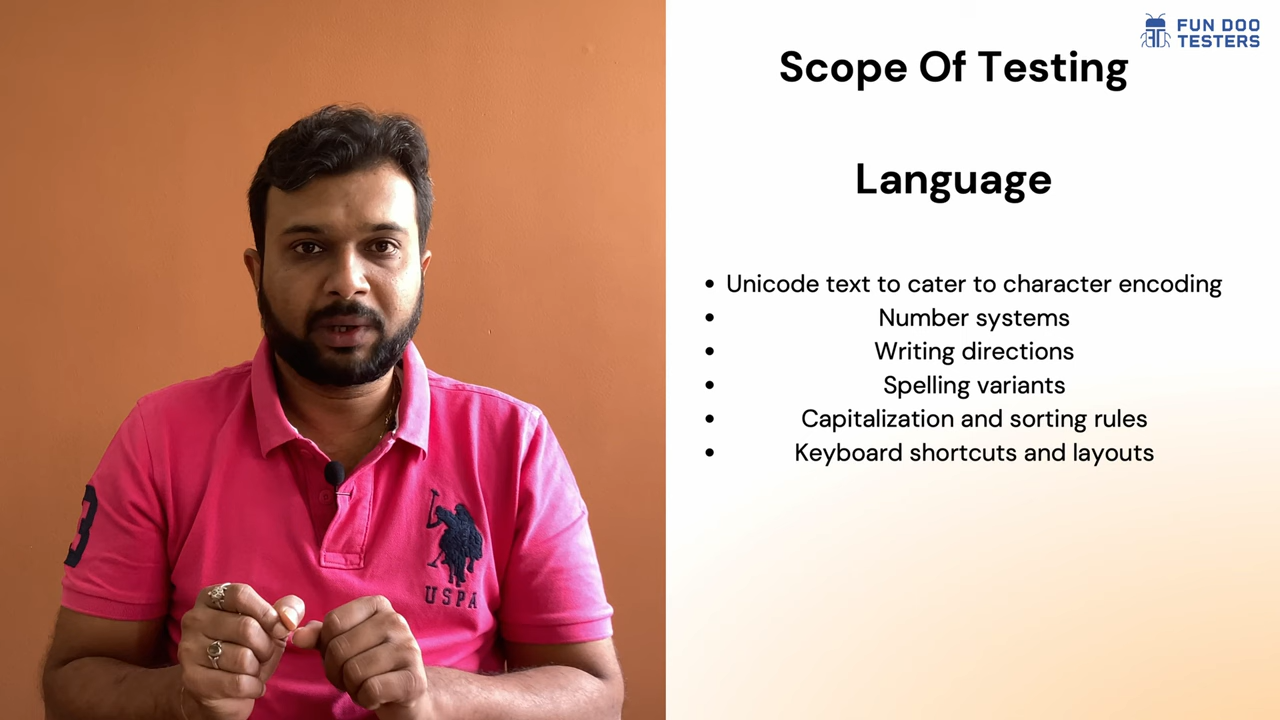 FUN DOO
TESTERS
Scope Of Testing
Language
• Unicode text to cater to character encoding
• Number systems
• Writing directions
• Spelling variants
• Capitalization and sorting rules
• Keyboard shortcuts and layouts
3
USPA